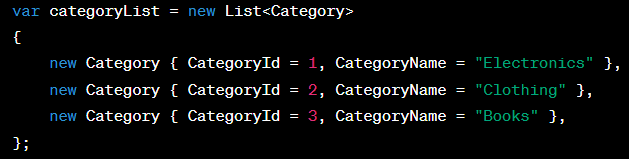 var categoryList = new List<Category>
{
    new Category { CategoryId = 1, CategoryName = "Electronics" },
    new Category { CategoryId = 2, CategoryName = "Clothing" },
    new Category { CategoryId = 3, CategoryName = "Books" },
};